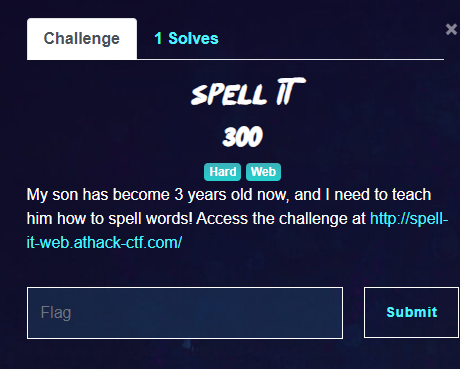 Challenge
1 Solves
×
SPELL IT
300
Hard Web
My son has become 3 years old now, and I need to teach
him how to spell words! Access the challenge at http://spell-
it-web.athack-ctf.com/
Flag
Submit